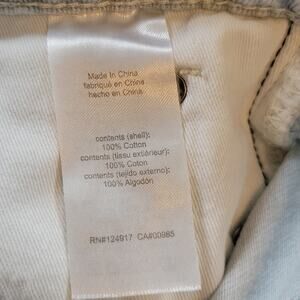 Made In China
fabriqué en Chine
hecho en China
contents (shell):
100% Cotton
contents (tissu extérieur):
100% Coton
contents (tejido externo):
100% Algodón
RN#124917 CA#00985